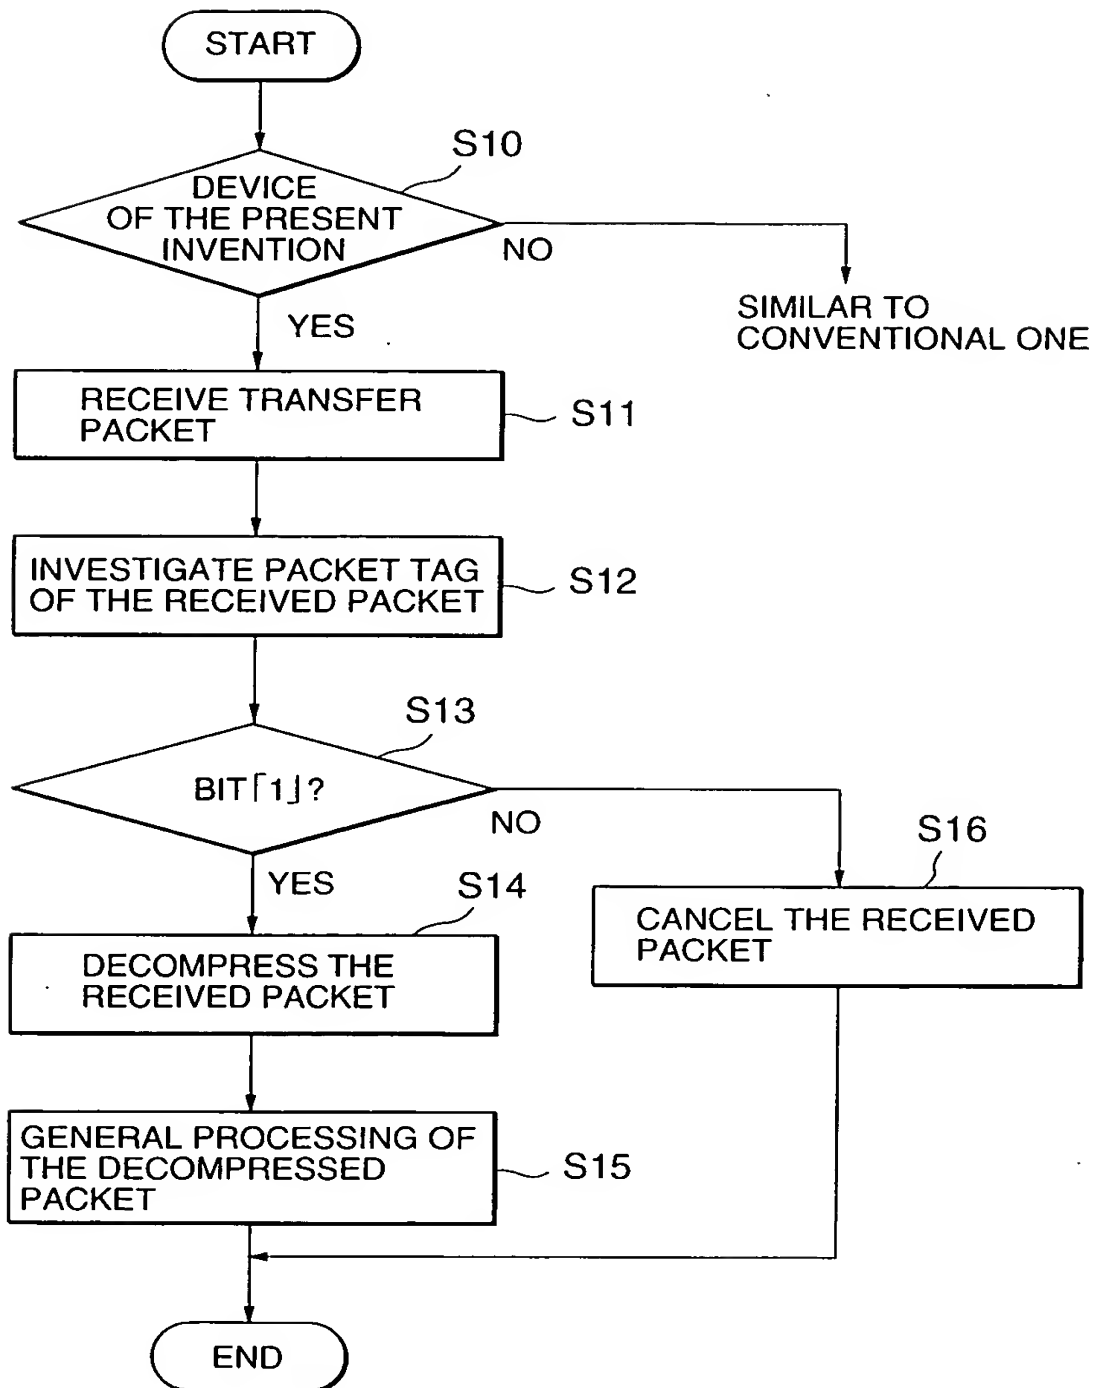 START
S10
DEVICE
OF THE PRESENT
INVENTION
NO
SIMILAR TO
CONVENTIONAL ONE
YES
RECEIVE TRANSFER
PACKET
S11
INVESTIGATE PACKET TAG
OF THE RECEIVED PACKET
S12
S13
BIT「1」?
NO
YES
S14
S16
DECOMPRESS THE
RECEIVED PACKET
CANCEL THE RECEIVED
PACKET
GENERAL PROCESSING OF
THE DECOMPRESSED
PACKET
S15
END